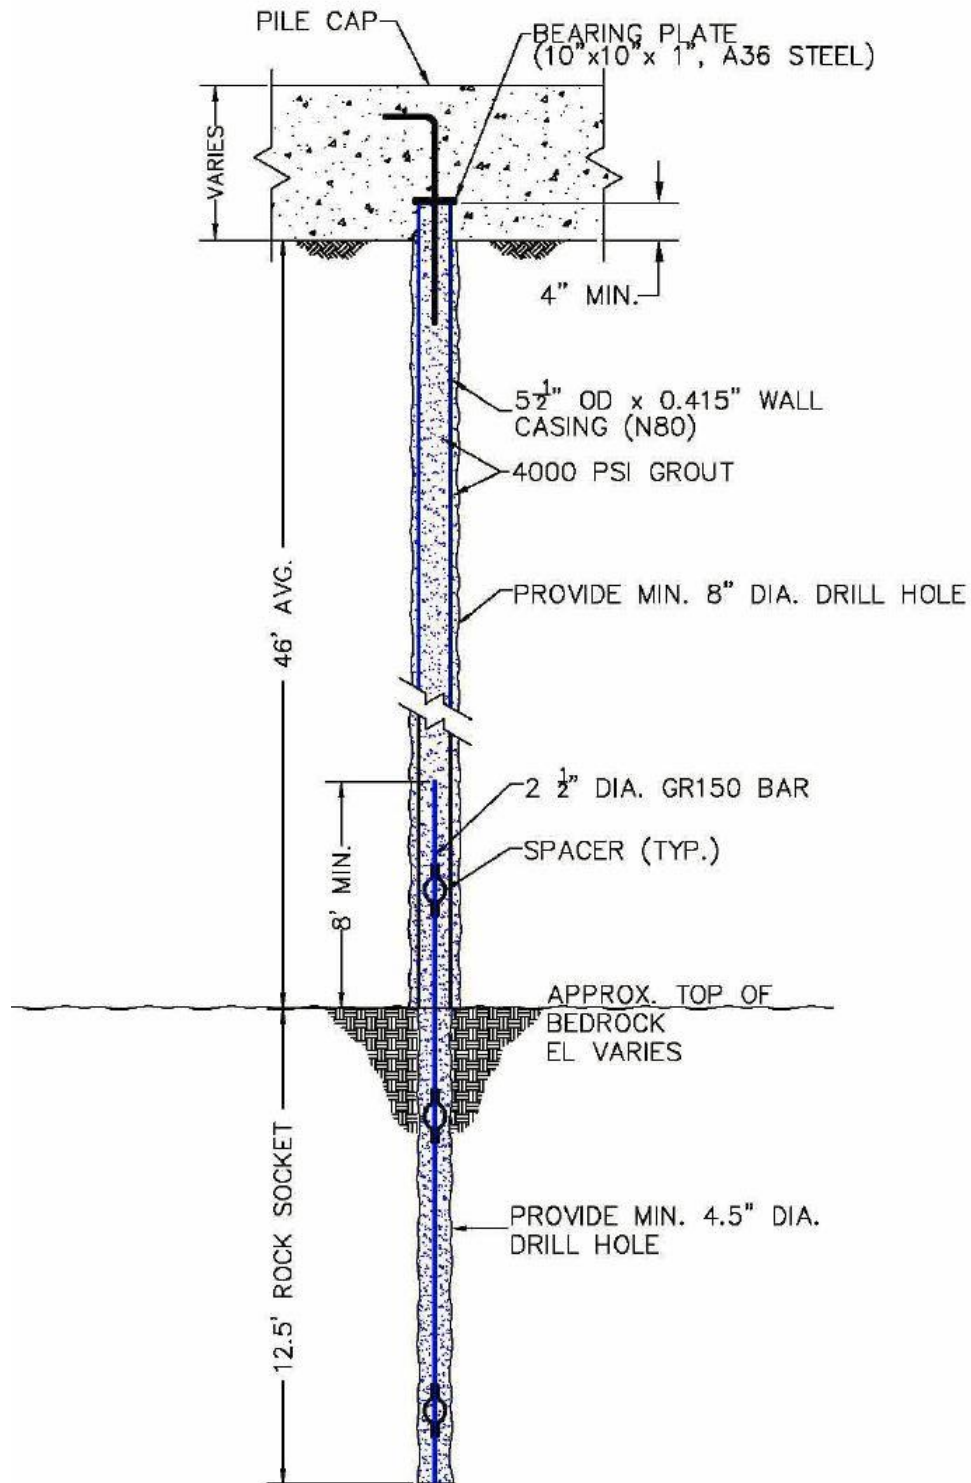 PILE CAP
BEARING PLATE
(10"x10"x 1", A36 STEEL)
VARIES
4" MIN.
5 1/2" OD x 0.415" WALL
CASING (N80)
4000 PSI GROUT
46' AVG.
PROVIDE MIN. 8" DIA. DRILL HOLE
2 1/2" DIA. GR150 BAR
SPACER (TYP.)
8' MIN.
APPROX. TOP OF
BEDROCK
EL VARIES
12.5' ROCK SOCKET
PROVIDE MIN. 4.5" DIA.
DRILL HOLE